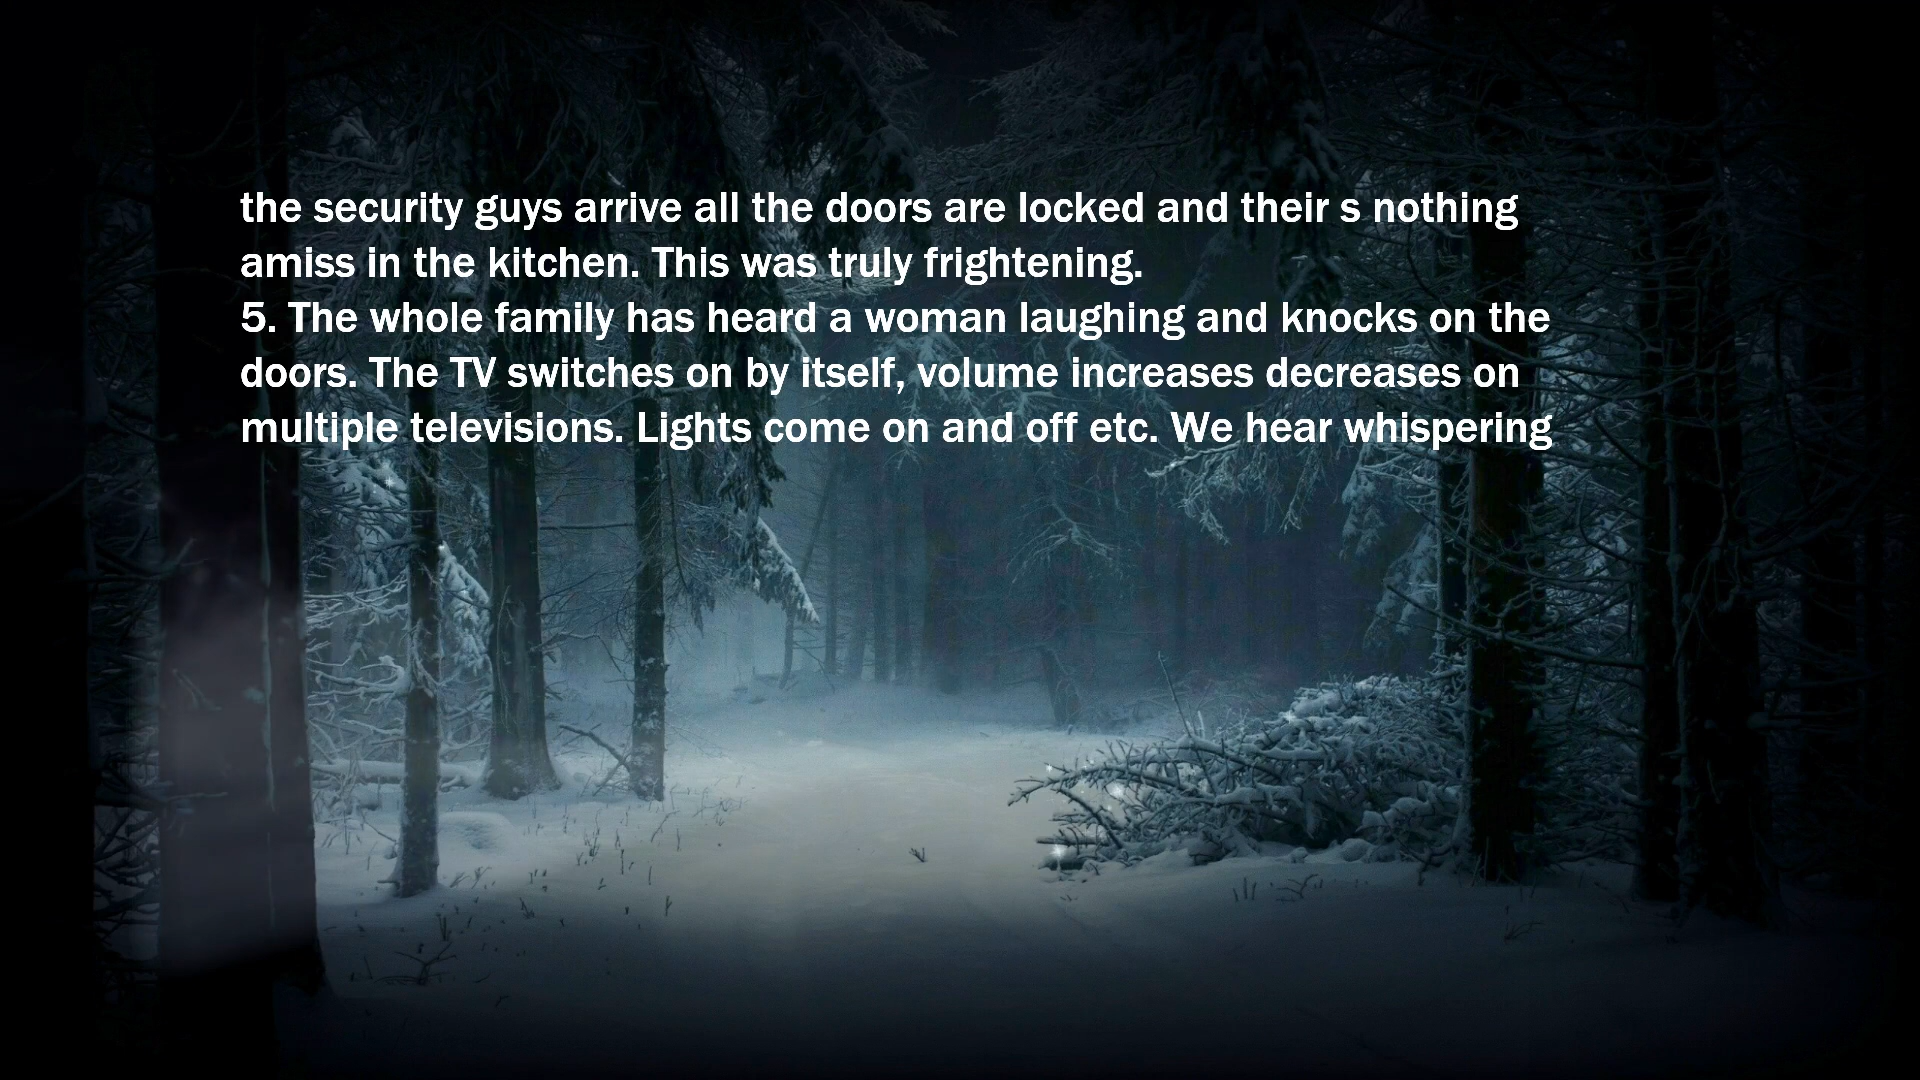 the security guys arrive all the doors are locked and their s nothing
amiss in the kitchen. This was truly frightening.
5. The whole family has heard a woman laughing and knocks on the
doors. The TV switches on by itself, volume increases decreases on
multiple televisions. Lights come on and off etc. We hear whispering